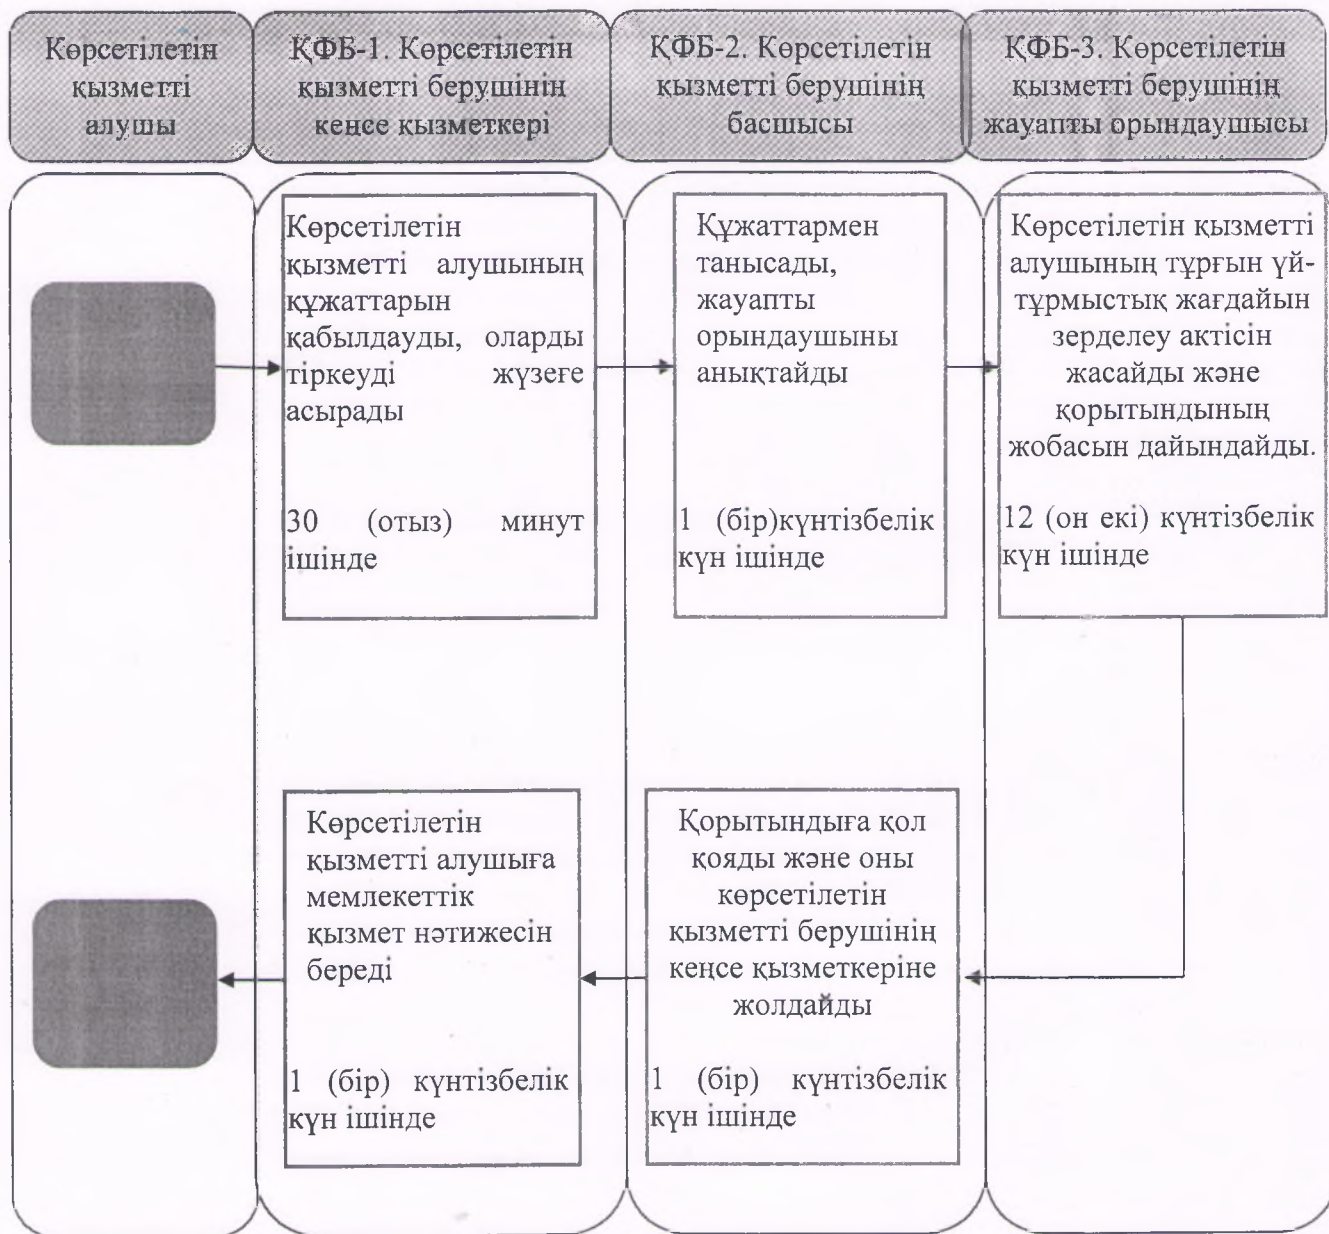 Көрсетілетін
қызметті
алушы
ҚФБ-1. Көрсетілетін
қызметті берушінің
кеңсе қызметкері
ҚФБ-2. Көрсетілетін
қызметті берушінің
басшысы
ҚФБ-3. Көрсетілетін
қызметті берушінің
жауапты орындаушысы
Көрсетілетін
қызметті алушының
құжаттарын
қабылдауды, оларды
тіркеуді жүзеге
асырады
30 (отыз) минут
ішінде
Құжаттармен
танысады,
жауапты
орындаушыны
анықтайды
1 (бір)күнтізбелік
күн ішінде
Көрсетілетін қызметті
алушының тұрғын үй-
тұрмыстық жағдайын
зерделеу актісін
жасайды және
қорытындының
жобасын дайындайды.
12 (он екі) күнтізбелік
күн ішінде
Көрсетілетін
қызметті алушыға
мемлекеттік
қызмет нәтижесін
береді
1 (бір) күнтізбелік
күн ішінде
Қорытындыға қол
қояды және оны
көрсетілетін
қызметті берушінің
кеңсе қызметкеріне
жолдайды
1 (бір) күнтізбелік
күн ішінде